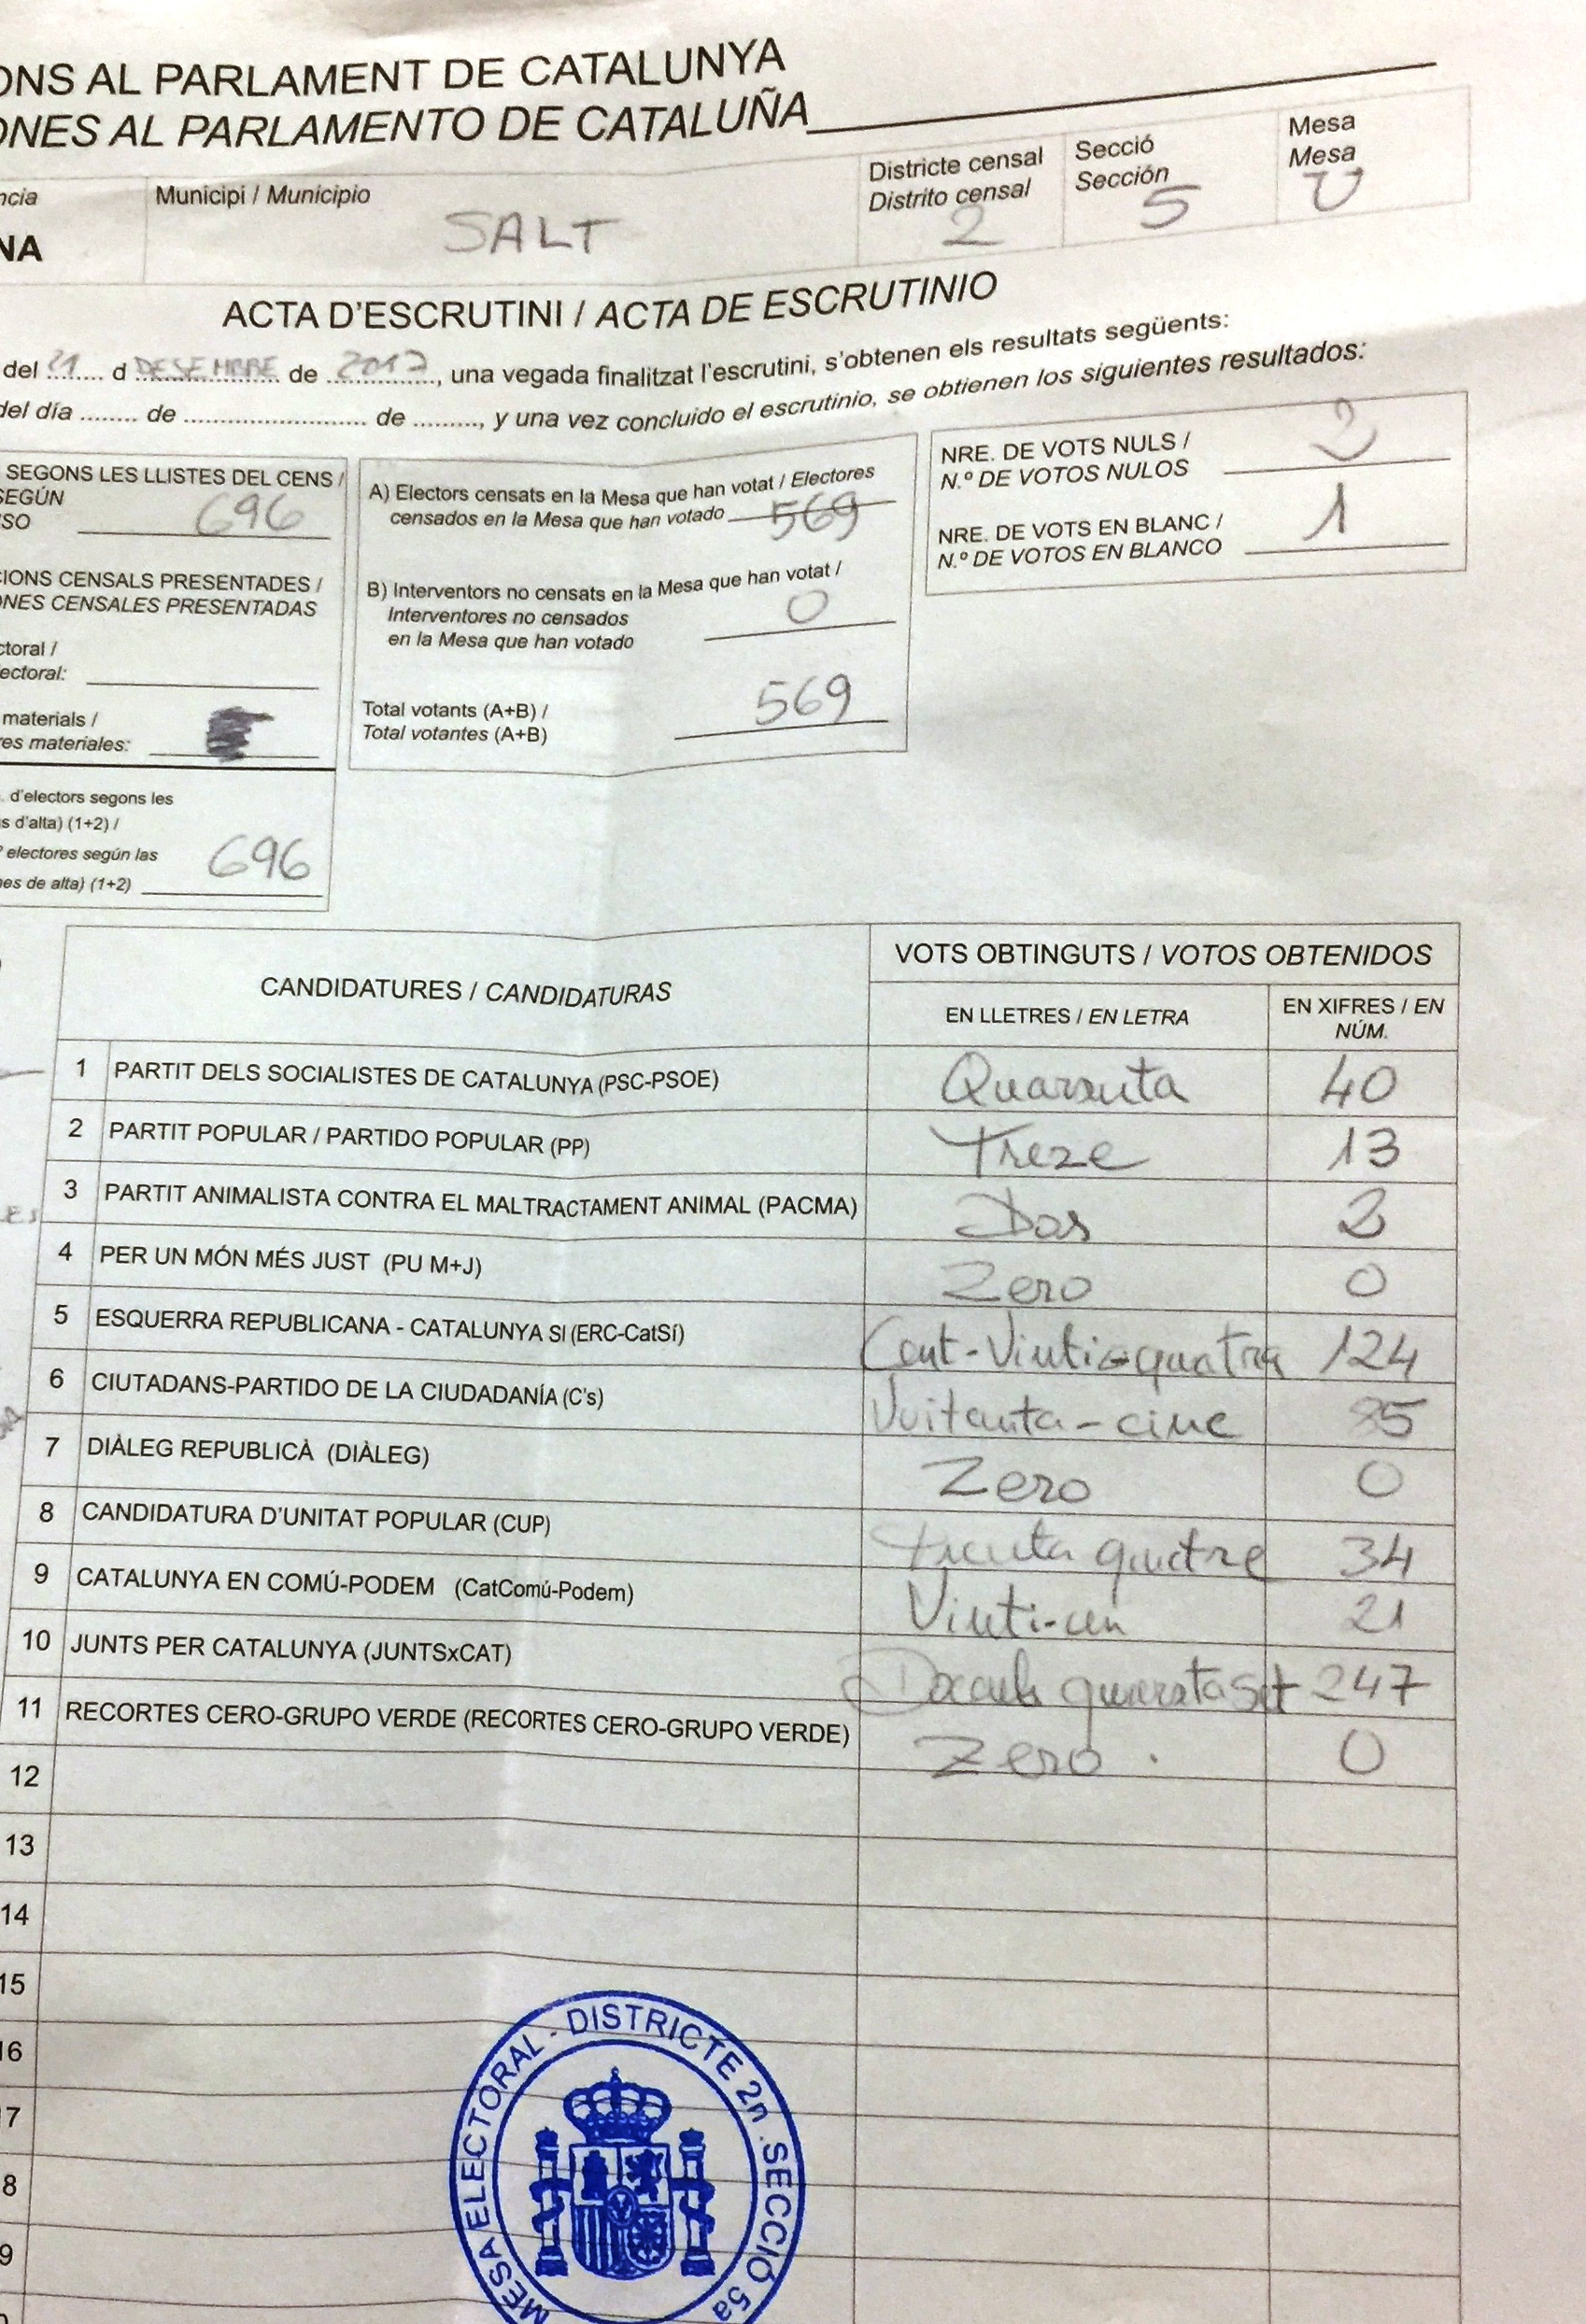 ONS AL PARLAMENT DE CATALUNYA
ONES AL PARLAMENTO DE CATALUÑA
ncia
Municipi / Municipio
Districte censal
Distrito censal
Secció
Sección
Mesa
Mesa
NA
SALT
2
5
U
ACTA D'ESCRUTINI / ACTA DE ESCRUTINIO
del 21 d DESEMBRE de 2017, una vegada finalitzat l'escrutini, s'obtenen els resultats següents:
del día ........ de .......................... de .........., y una vez concluido el escrutinio, se obtienen los siguientes resultados:
SEGONS LES LLISTES DEL CENS /
SEGÚN
SO 696
CIONS CENSALS PRESENTADES /
ONES CENSALES PRESENTADAS
ctoral /
ectoral:
materials /
res materiales:
. d'electors segons les
s d'alta) (1+2) /
º electores según las
nes de alta) (1+2) 696
A) Electors censats en la Mesa que han votat / Electores
censados en la Mesa que han votado 569
B) Interventors no censats en la Mesa que han votat /
Interventores no censados
en la Mesa que han votado 0
Total votants (A+B) /
Total votantes (A+B) 569
NRE. DE VOTS NULS /
N.º DE VOTOS NULOS 2
NRE. DE VOTS EN BLANC /
N.º DE VOTOS EN BLANCO 1
CANDIDATURES / CANDIDATURAS
VOTS OBTINGUTS / VOTOS OBTENIDOS
EN LLETRES / EN LETRA
EN XIFRES / EN
NÚM.
1 PARTIT DELS SOCIALISTES DE CATALUNYA (PSC-PSOE) Quaranta 40
2 PARTIT POPULAR / PARTIDO POPULAR (PP) Treze 13
3 PARTIT ANIMALISTA CONTRA EL MALTRACTAMENT ANIMAL (PACMA) Dos 2
4 PER UN MÓN MÉS JUST (PU M+J) Zero 0
5 ESQUERRA REPUBLICANA - CATALUNYA SI (ERC-CatSí) Cent-Vinti-quatre 124
6 CIUTADANS-PARTIDO DE LA CIUDADANÍA (C's) Vuitanta-cinc 85
7 DIÀLEG REPUBLICÀ (DIÀLEG) Zero 0
8 CANDIDATURA D'UNITAT POPULAR (CUP) trenta quatre 34
9 CATALUNYA EN COMÚ-PODEM (CatComú-Podem) Vinti-un 21
10 JUNTS PER CATALUNYA (JUNTSxCAT) 247
11 RECORTES CERO-GRUPO VERDE (RECORTES CERO-GRUPO VERDE) Zero . 0
12
13
14
15
16
7
8
9
MESA ELECTORAL - DISTRICTE 2n. SECCIÓ 5a